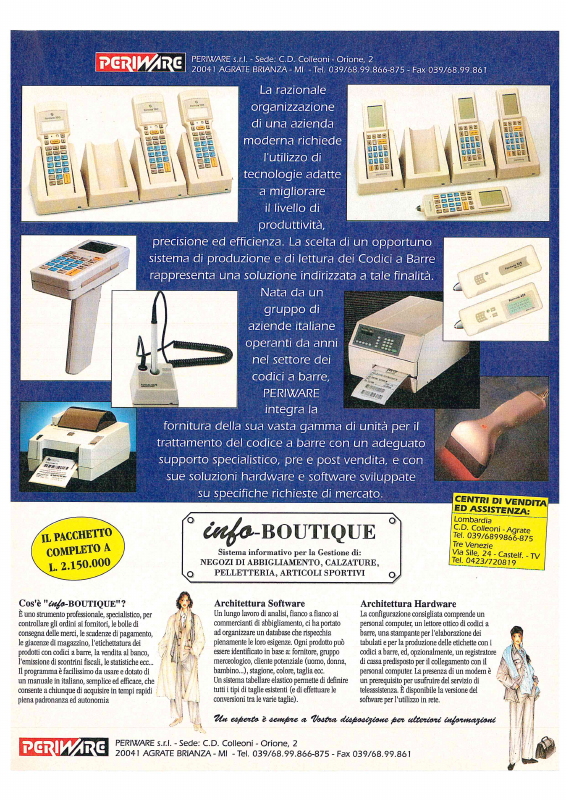 PERIWARE
PERIWARE s.r.l. - Sede: C.D. Colleoni - Orione, 2
20041 AGRATE BRIANZA - MI - Tel. 039/68.99.866-875 - Fax 039/68.99.861
La razionale
organizzazione
di una azienda
moderna richiede
l'utilizzo di
tecnologie adatte
a migliorare
il livello di
produttività,
precisione ed efficienza. La scelta di un opportuno
sistema di produzione e di lettura dei Codici a Barre
rappresenta una soluzione indirizzata a tale finalità.
Nata da un
gruppo di
aziende italiane
operanti da anni
nel settore dei
codici a barre,
PERIWARE
integra la
fornitura della sua vasta gamma di unità per il
trattamento del codice a barre con un adeguato
supporto specialistico, pre e post vendita, e con
sue soluzioni hardware e software sviluppate
su specifiche richieste di mercato.
CENTRI DI VENDITA
ED ASSISTENZA:
Lombardia
C.D. Colleoni - Agrate
Tel. 039/6899866-875
Tre Venezie
Via Sile, 24 - Castelf. - TV
Tel. 0423/720819
IL PACCHETTO
COMPLETO A
L. 2.150.000
info-BOUTIQUE
Sistema informativo per la Gestione di:
NEGOZI DI ABBIGLIAMENTO, CALZATURE,
PELLETTERIA, ARTICOLI SPORTIVI
Cos'è "info-BOUTIQUE"?
È uno strumento professionale, specialistico, per
controllare gli ordini ai fornitori, le bolle di
consegna delle merci, le scadenze di pagamento,
le giacenze di magazzino, l'etichettatura dei
prodotti con codici a barre, la vendita al banco,
l'emissione di scontrini fiscali, le statistiche ecc...
Il programma è facilissimo da usare e dotato di
un manuale in italiano, semplice ed efficace, che
consente a chiunque di acquisire in tempi rapidi
piena padronanza ed autonomia
Architettura Software
Un lungo lavoro di analisi, fianco a fianco ai
commercianti di abbigliamento, ci ha portato
ad organizzare un database che rispecchia
pienamente le loro esigenze. Ogni prodotto può
essere identificato in base a: fornitore, gruppo
merceologico, cliente potenziale (uomo, donna,
bambino...), stagione, colore, taglia ecc.
Un sistema tabellare elastico permette di definire
tutti i tipi di taglie esistenti (e di effettuare le
conversioni tra le varie taglie).
Architettura Hardware
La configurazione consigliata comprende un
personal computer, un lettore ottico di codici a
barre, una stampante per l'elaborazione dei
tabulati e per la produzione delle etichette con i
codici a barre, ed, opzionalmente, un registratore
di cassa predisposto per il collegamento con il
personal computer. La presenza di un modem è
un prerequisito per usufruire del servizio di
teleassistenza. È disponibile la versione del
software per l'utilizzo in rete.
Un esperto è sempre a Vostra disposizione per ulteriori informazioni
PERIWARE
PERIWARE s.r.l. - Sede: C.D. Colleoni - Orione, 2
20041 AGRATE BRIANZA - MI - Tel. 039/68.99.866-875 - Fax 039/68.99.861